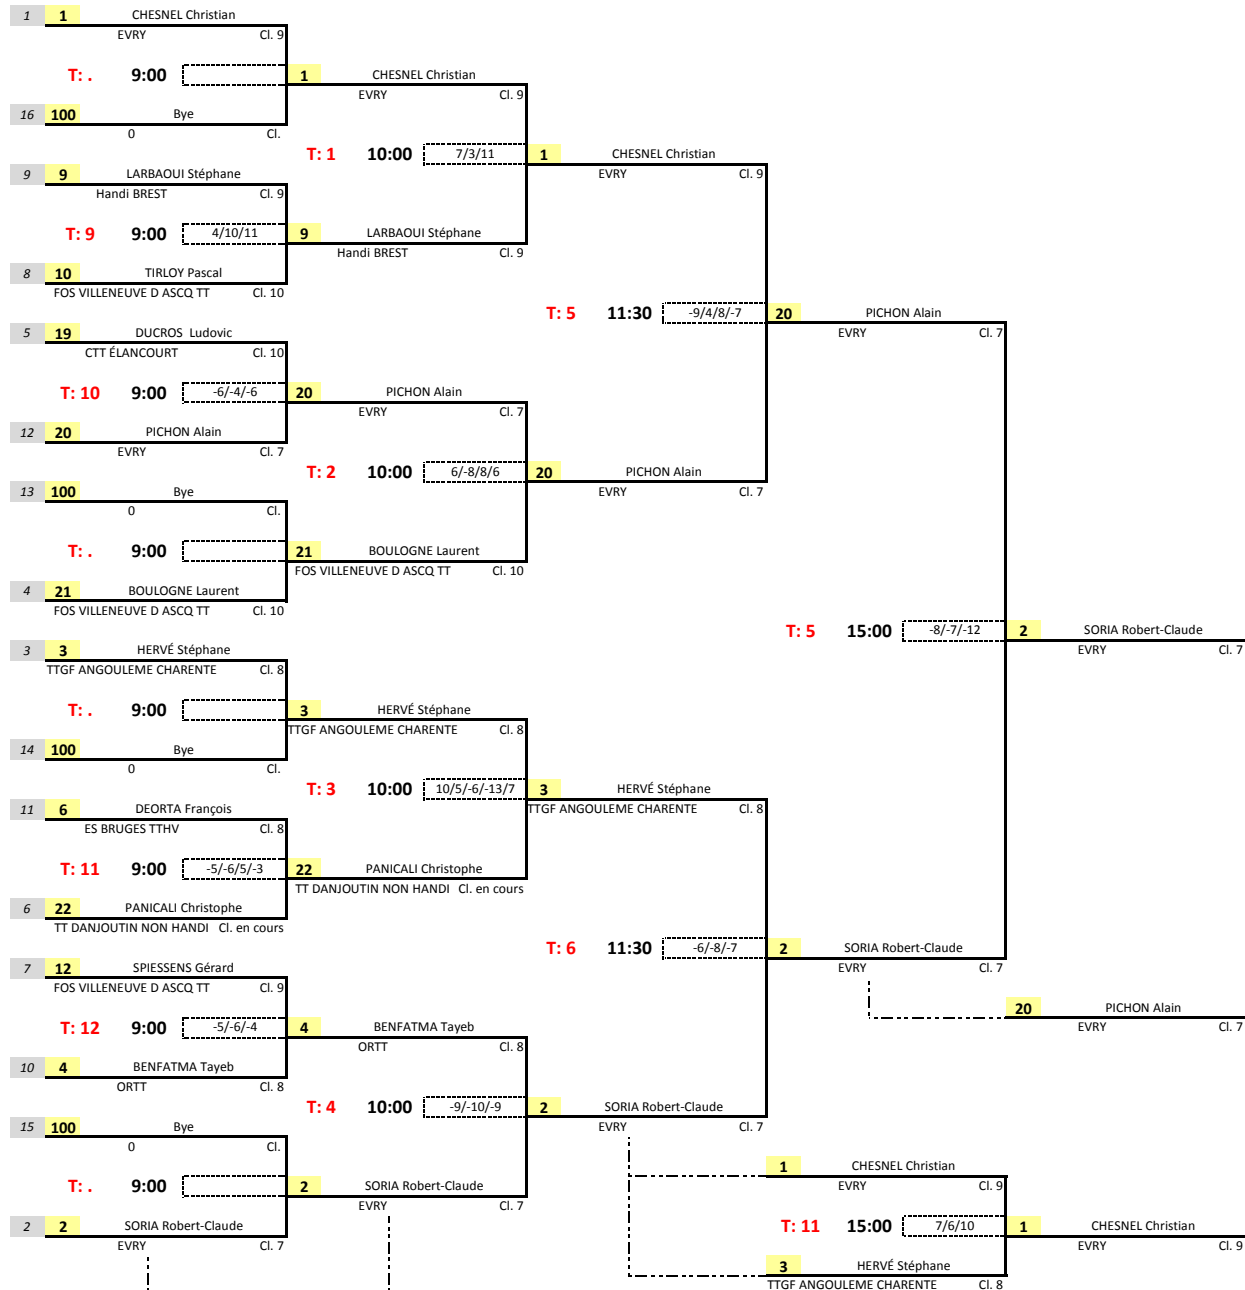 1 1 CHESNEL Christian
EVRY Cl. 9
T: . 9:00 1 CHESNEL Christian
EVRY Cl. 9
16 100 Bye
0 Cl.
T: 1 10:00 7/3/11 1 CHESNEL Christian
EVRY Cl. 9
9 9 LARBAOUI Stéphane
Handi BREST Cl. 9
T: 9 9:00 4/10/11 9 LARBAOUI Stéphane
Handi BREST Cl. 9
8 10 TIRLOY Pascal
FOS VILLENEUVE D ASCQ TT Cl. 10
T: 5 11:30 -9/4/8/-7 20 PICHON Alain
EVRY Cl. 7
5 19 DUCROS Ludovic
CTT ÉLANCOURT Cl. 10
T: 10 9:00 -6/-4/-6 20 PICHON Alain
EVRY Cl. 7
12 20 PICHON Alain
EVRY Cl. 7
T: 2 10:00 6/-8/8/6 20 PICHON Alain
EVRY Cl. 7
13 100 Bye
0 Cl.
T: . 9:00 21 BOULOGNE Laurent
FOS VILLENEUVE D ASCQ TT Cl. 10
4 21 BOULOGNE Laurent
FOS VILLENEUVE D ASCQ TT Cl. 10
T: 5 15:00 -8/-7/-12 2 SORIA Robert-Claude
EVRY Cl. 7
3 3 HERVÉ Stéphane
TTGF ANGOULEME CHARENTE Cl. 8
T: . 9:00 3 HERVÉ Stéphane
TTGF ANGOULEME CHARENTE Cl. 8
14 100 Bye
0 Cl.
T: 3 10:00 10/5/-6/-13/7 3 HERVÉ Stéphane
TTGF ANGOULEME CHARENTE Cl. 8
11 6 DEORTA François
ES BRUGES TTHV Cl. 8
T: 11 9:00 -5/-6/5/-3 22 PANICALI Christophe
TT DANJOUTIN NON HANDI Cl. en cours
6 22 PANICALI Christophe
TT DANJOUTIN NON HANDI Cl. en cours
T: 6 11:30 -6/-8/-7 2 SORIA Robert-Claude
EVRY Cl. 7
7 12 SPIESSENS Gérard
FOS VILLENEUVE D ASCQ TT Cl. 9
20 PICHON Alain
EVRY Cl. 7
T: 12 9:00 -5/-6/-4 4 BENFATMA Tayeb
ORTT Cl. 8
10 4 BENFATMA Tayeb
ORTT Cl. 8
T: 4 10:00 -9/-10/-9 2 SORIA Robert-Claude
EVRY Cl. 7
15 100 Bye
0 Cl.
1 CHESNEL Christian
EVRY Cl. 9
T: . 9:00 2 SORIA Robert-Claude
EVRY Cl. 7
2 2 SORIA Robert-Claude
EVRY Cl. 7
T: 11 15:00 7/6/10 1 CHESNEL Christian
EVRY Cl. 9
3 HERVÉ Stéphane
TTGF ANGOULEME CHARENTE Cl. 8